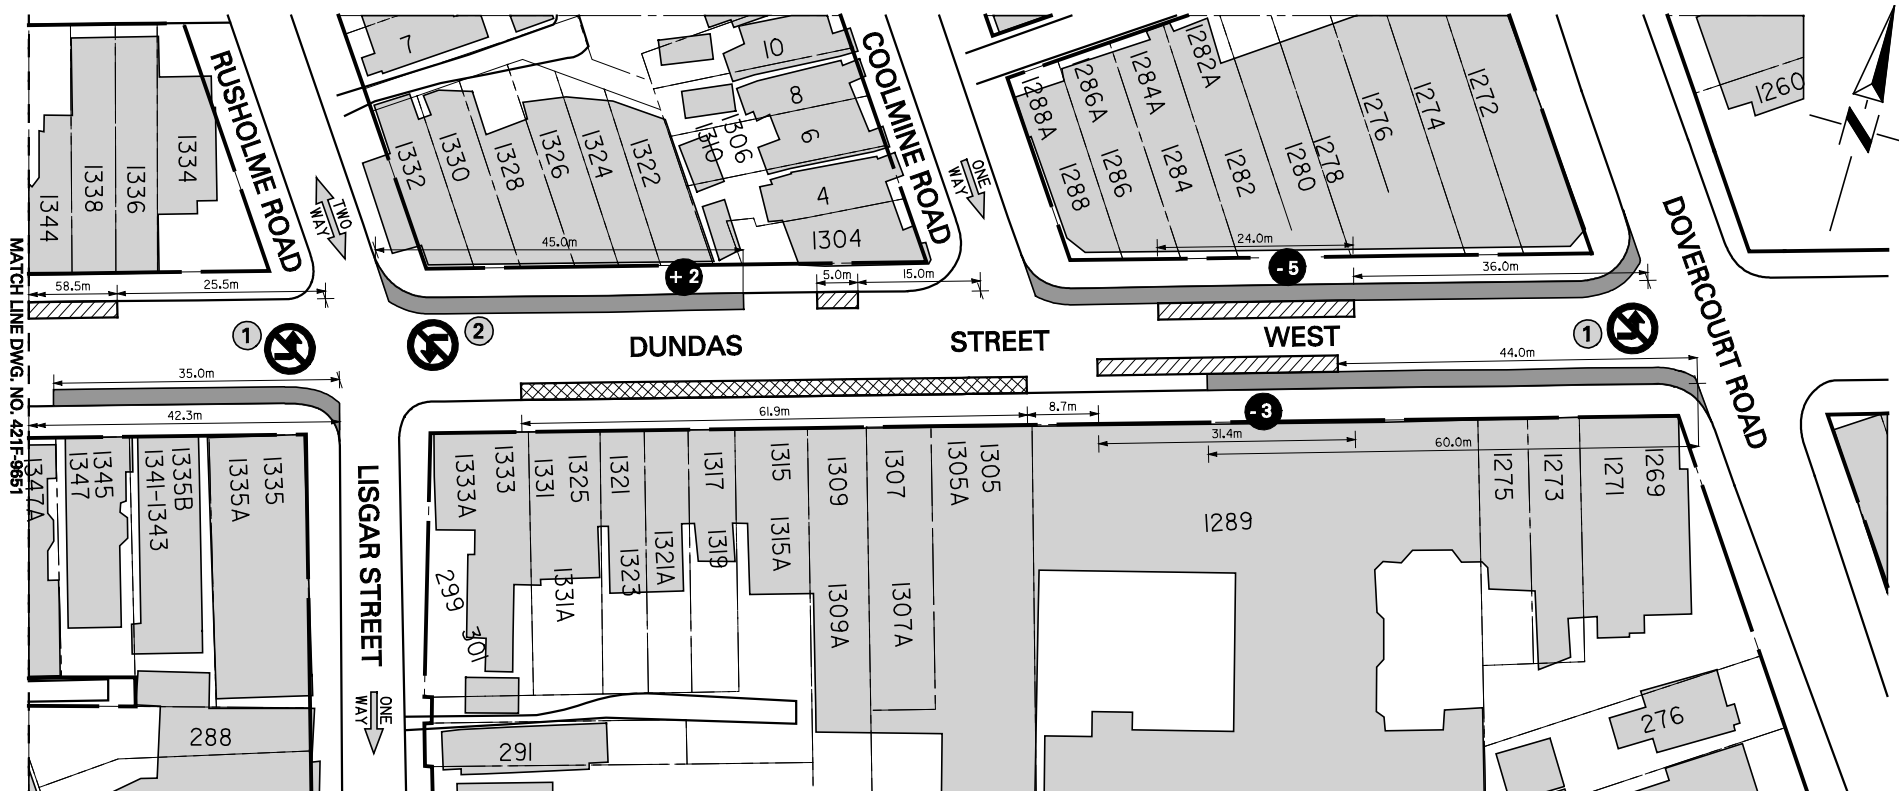 7
10
8
6
4
1304
1306
1310
RUSHOLME ROAD
COOLMINE ROAD
DOVERCOURT ROAD
1344
1338
1336
1334
1332
1330
1328
1326
1324
1322
1288A
1286A
1284A
1282A
1288
1286
1284
1282
1280
1278
1276
1274
1272
1260
N
TWO
WAY
ONE
WAY
45.0m
24.0m
+ 2
- 5
58.5m
25.5m
5.0m
15.0m
36.0m
MATCH LINE DWG. NO. 421F-9651
1
2
DUNDAS STREET WEST
1
35.0m
44.0m
42.3m
61.9m
8.7m
- 3
31.4m
60.0m
1347A
1347
1345
1341-1343
1335B
1335A
1335
LISGAR STREET
ONE
WAY
1333A
1333
1331
1325
1321
1317
1315
1309
1307
1305A
1305
1289
1275
1273
1271
1269
299
301
1331A
1323
1321A
1319
1315A
1309A
1307A
288
291
276